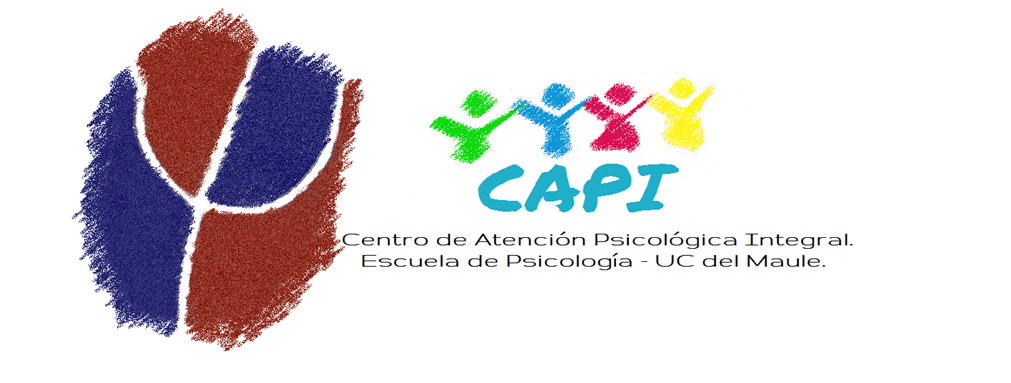 CAPI
Centro de Atención Psicológica Integral.
Escuela de Psicología - UC del Maule.